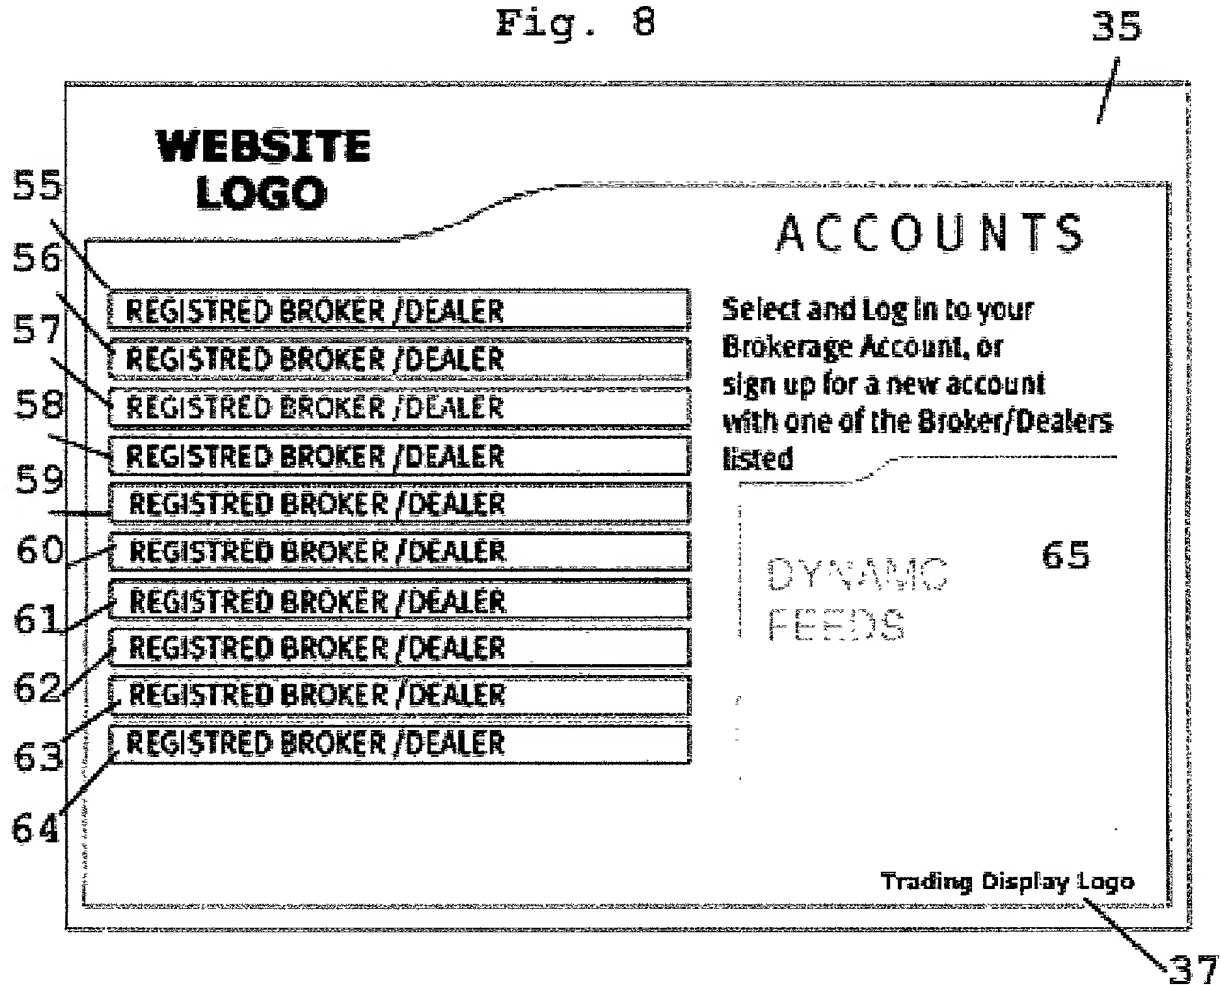 Fig. 8
35
WEBSITE
LOGO
55
56
57
58
59
60
61
62
63
64
ACCOUNTS
REGISTRED BROKER /DEALER
REGISTRED BROKER /DEALER
REGISTRED BROKER /DEALER
REGISTRED BROKER /DEALER
REGISTRED BROKER /DEALER
REGISTRED BROKER /DEALER
REGISTRED BROKER /DEALER
REGISTRED BROKER /DEALER
REGISTRED BROKER /DEALER
REGISTRED BROKER /DEALER
Select and Log in to your
Brokerage Account, or
sign up for a new account
with one of the Broker/Dealers
listed
DYNAMIC
FEEDS
65
Trading Display Logo
37